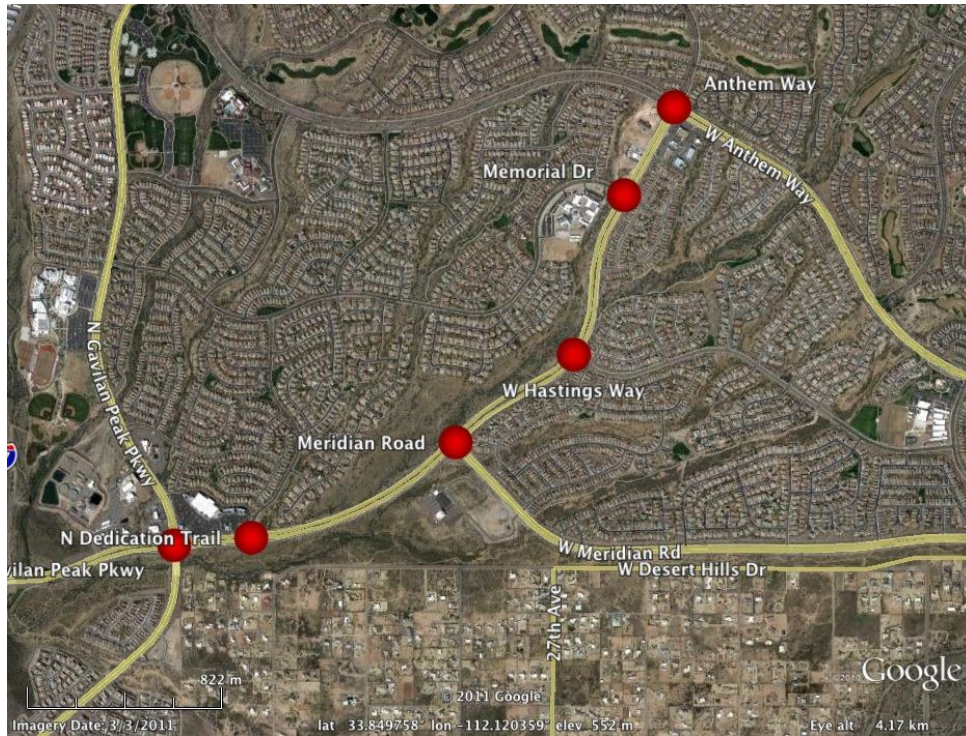 Anthem Way
W Anthem Way
Memorial Dr
N Gavilan Peak Pkwy
W Hastings Way
Meridian Road
N Dedication Trail
vilan Peak Pkwy
W Meridian Rd
W Desert Hills Dr
27th Ave
822 m
© 2011 Google
Google
Imagery Date: 3/3/2011
lat 33.849758 lon -112.120359 elev 552 m
Eye alt 4.17 km